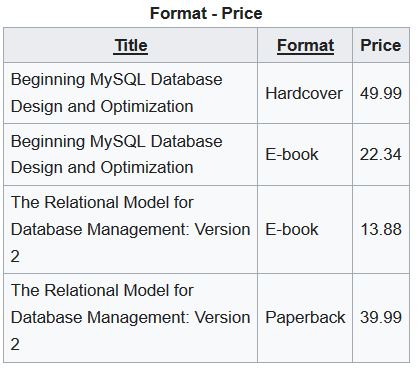 Format - Price
Title Format Price
Beginning MySQL Database
Design and Optimization Hardcover 49.99
Beginning MySQL Database
Design and Optimization E-book 22.34
The Relational Model for
Database Management: Version E-book 13.88
2
The Relational Model for
Database Management: Version Paperback 39.99
2